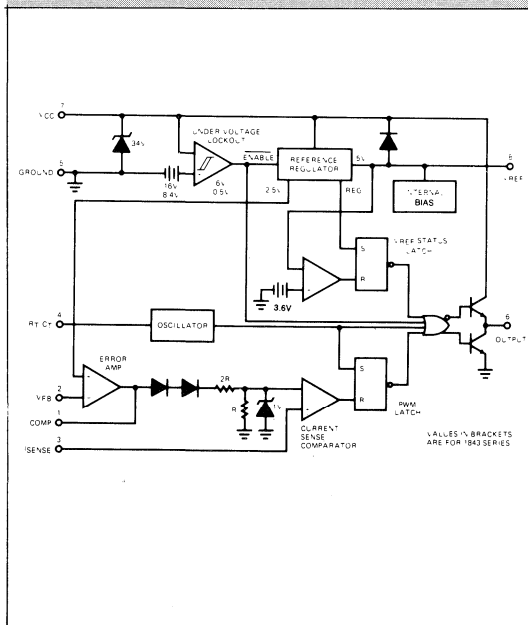 7
VCC
UNDER VOLTAGE
LOCKOUT
34V
ENABLE
REFERENCE
REGULATOR
5V
8
VREF
5
GROUND
16V
8.4V
6V
0.5V
2.5V
REG
INTERNAL
BIAS
VREF STATUS
LATCH
S
R
3.6V
4
RT CT
OSCILLATOR
6
OUTPUT
ERROR
AMP
2R
R
1V
S
R
2
VFB
1
COMP
3
ISENSE
CURRENT
SENSE
COMPARATOR
PWM
LATCH
VALUES IN BRACKETS
ARE FOR 1843 SERIES